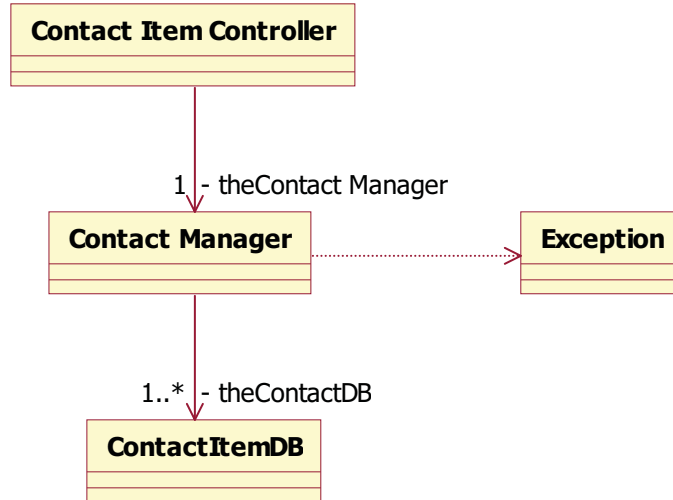 Contact Item Controller
1 - theContact Manager
Contact Manager
Exception
1..* - theContactDB
ContactItemDB